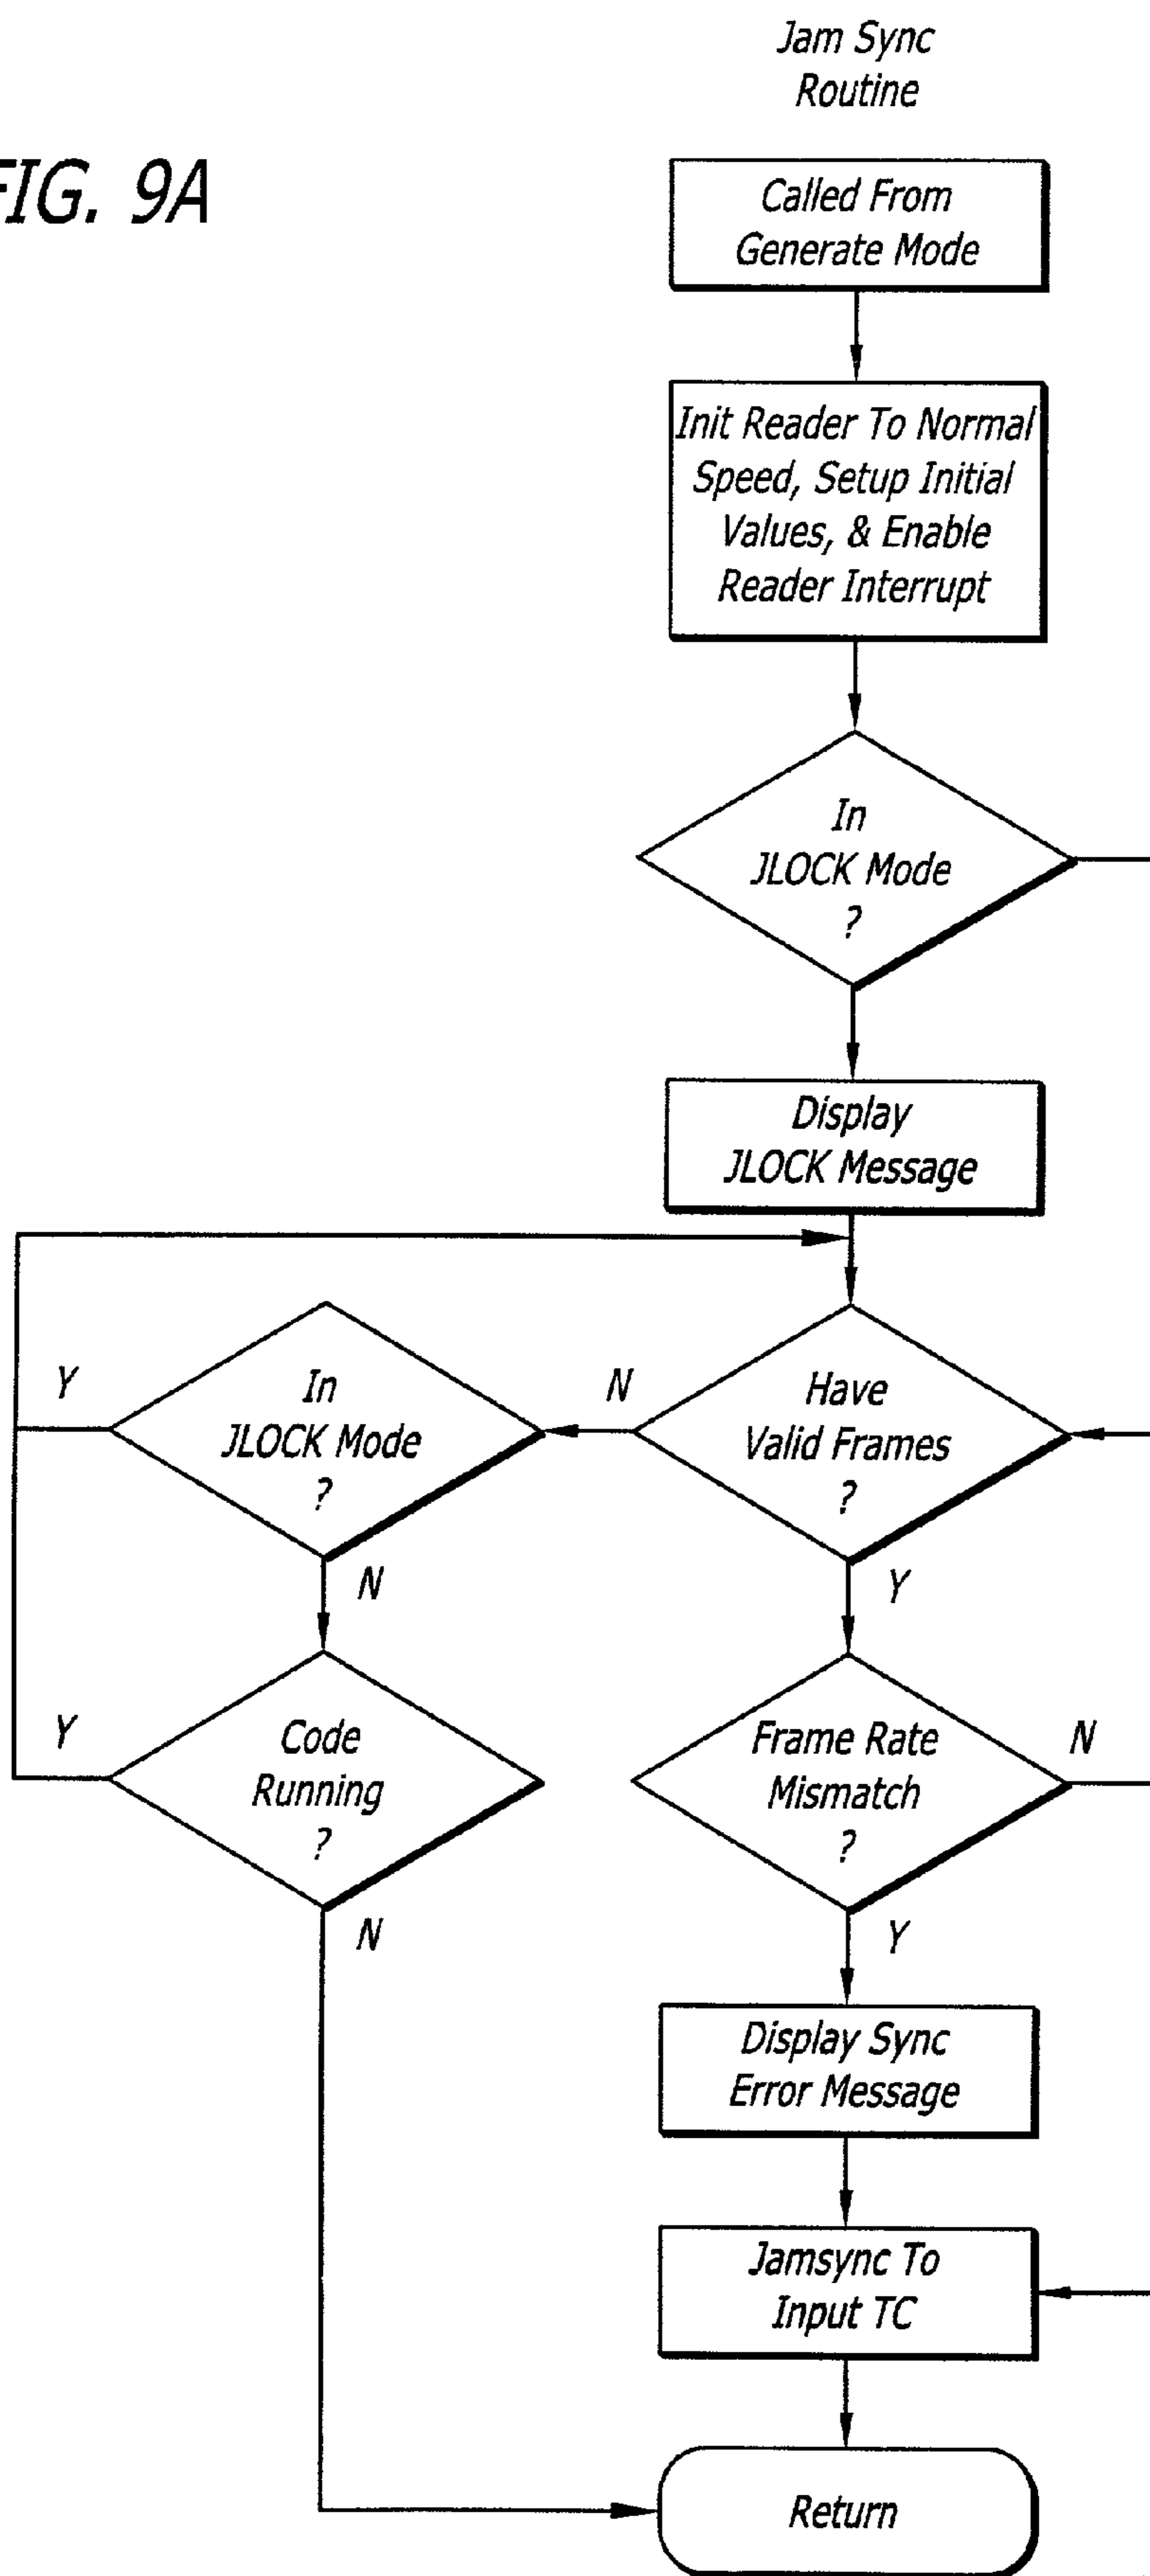 Jam Sync
Routine
FIG. 9A
Called From
Generate Mode
Init Reader To Normal
Speed, Setup Initial
Values, & Enable
Reader Interrupt
In
JLOCK Mode
?
Display
JLOCK Message
Y
In
JLOCK Mode
?
N
Have
Valid Frames
?
N
Y
Y
Code
Running
?
Frame Rate
Mismatch
?
N
N
Y
Display Sync
Error Message
Jamsync To
Input TC
Return